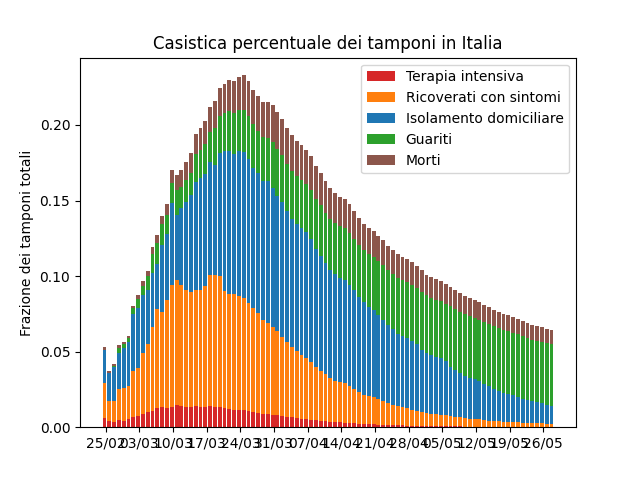 Casistica percentuale dei tamponi in Italia
Terapia intensiva
Ricoverati con sintomi
Isolamento domiciliare
Guariti
Morti
Frazione dei tamponi totali
0.20
0.15
0.10
0.05
0.00
25/02 03/03 10/03 17/03 24/03 31/03 07/04 14/04 21/04 28/04 05/05 12/05 19/05 26/05